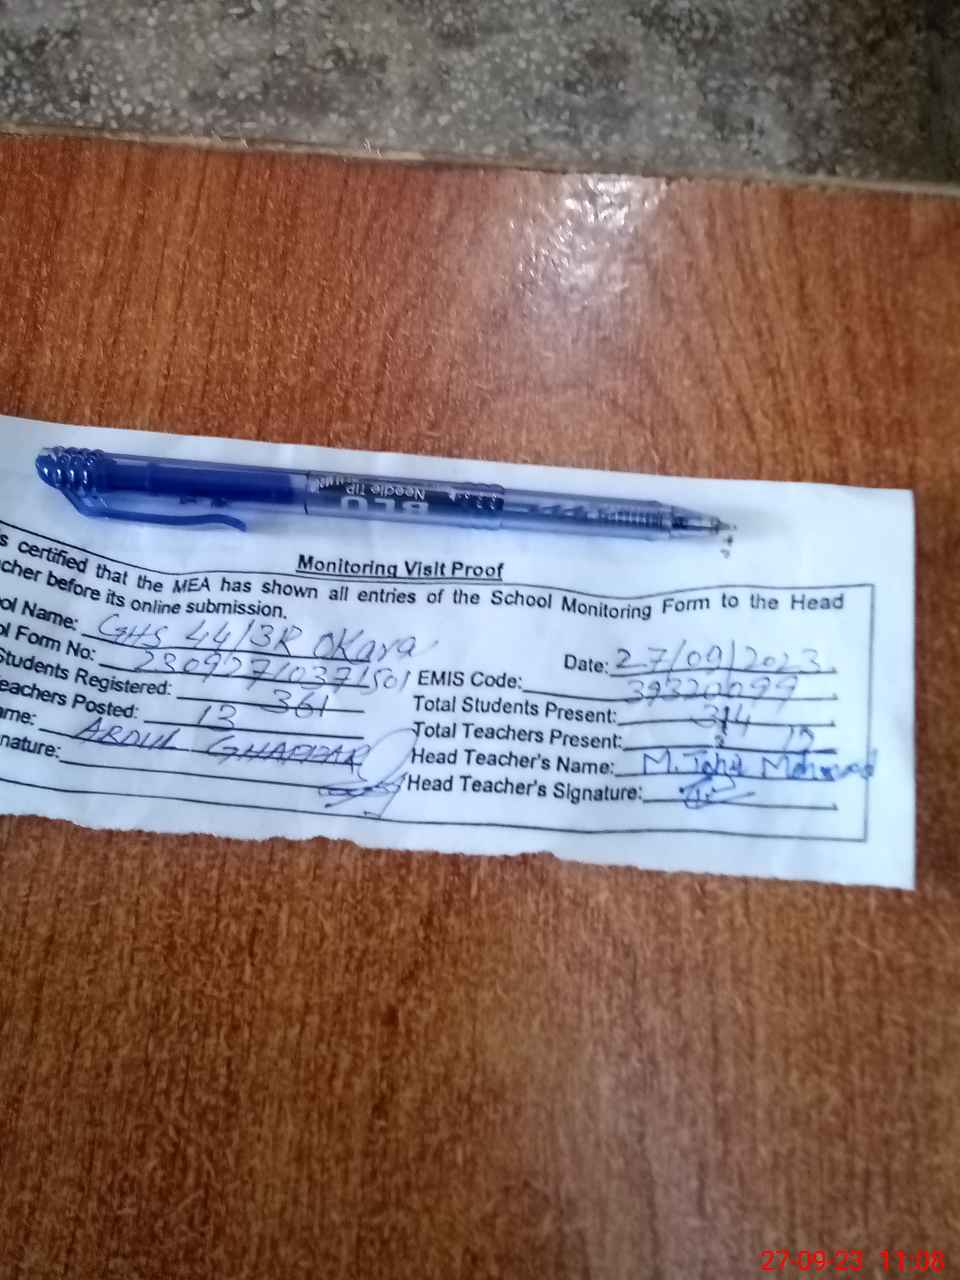 BLU
Needle TIP
Monitoring Visit Proof
s certified that the MEA has shown all entries of the School Monitoring Form to the Head
cher before its online submission.
ol Name: GHS 44/3R OKara
Date: 27/09/2023
ol Form No:
EMIS Code:
Students Registered: 361
Total Students Present: 314
eachers Posted: 13
Total Teachers Present:
ame: ABDUL GHAFFAR
Head Teacher's Name: M.
nature:
Head Teacher's Signature:
27-09-23 11:08